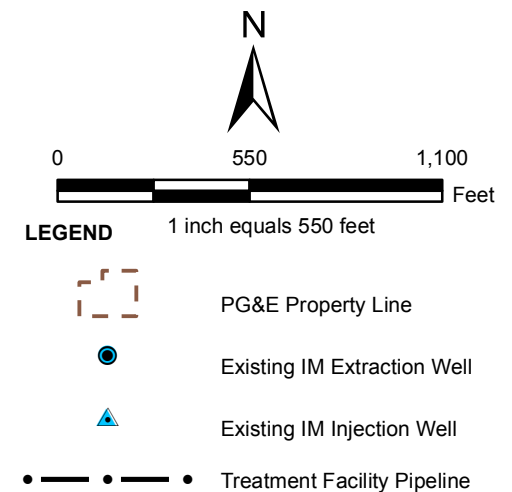 N
0 550 1,100
Feet
1 inch equals 550 feet
LEGEND
PG&E Property Line
Existing IM Extraction Well
Existing IM Injection Well
Treatment Facility Pipeline